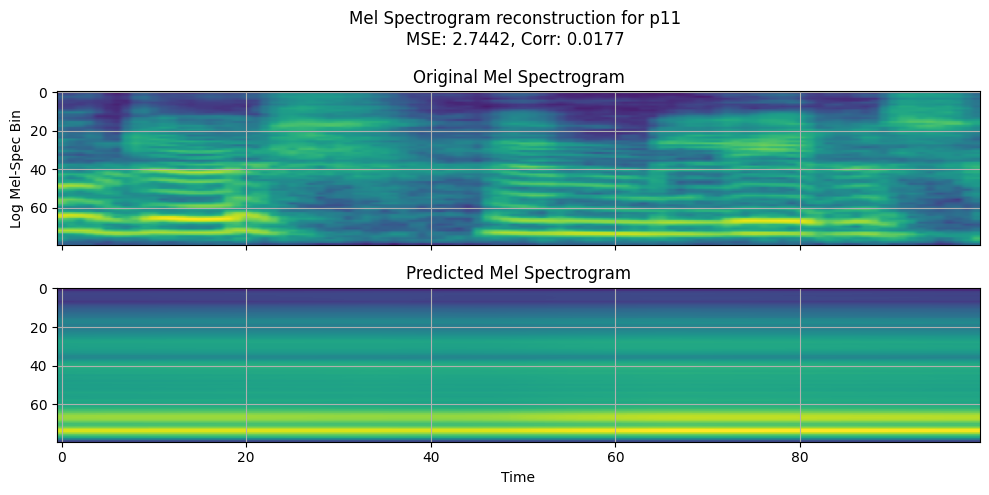 Mel Spectrogram reconstruction for p11
MSE: 2.7442, Corr: 0.0177
Original Mel Spectrogram
0
20
40
60
Log Mel-Spec Bin
Predicted Mel Spectrogram
0
20
40
60
0 20 40 60 80
Time